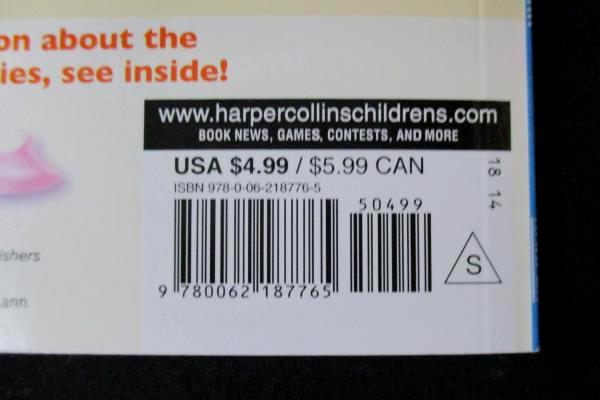 on about the
ies, see inside!
www.harpercollinschildrens.com
BOOK NEWS, GAMES, CONTESTS, AND MORE
USA $4.99 / $5.99 CAN
ISBN 978-0-06-218776-5
50499
9 780062 187765
S
18 14
ishers
ann